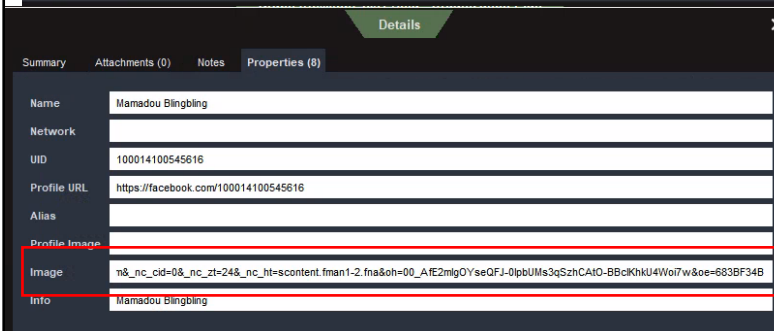 Details
Summary Attachments (0) Notes Properties (8)
Name Mamadou Blingbling
Network
UID 100014100545616
Profile URL https://facebook.com/100014100545616
Alias
Profile Image
Image m&_nc_cid=0&_nc_zt=24&_nc_ht=scontent.fman1-2.fna&oh=00_AfE2mlgOYseQFJ-0lpbUMs3qSzhCAtO-BBclKhkU4Woi7w&oe=683BF34B
Info Mamadou Blingbling